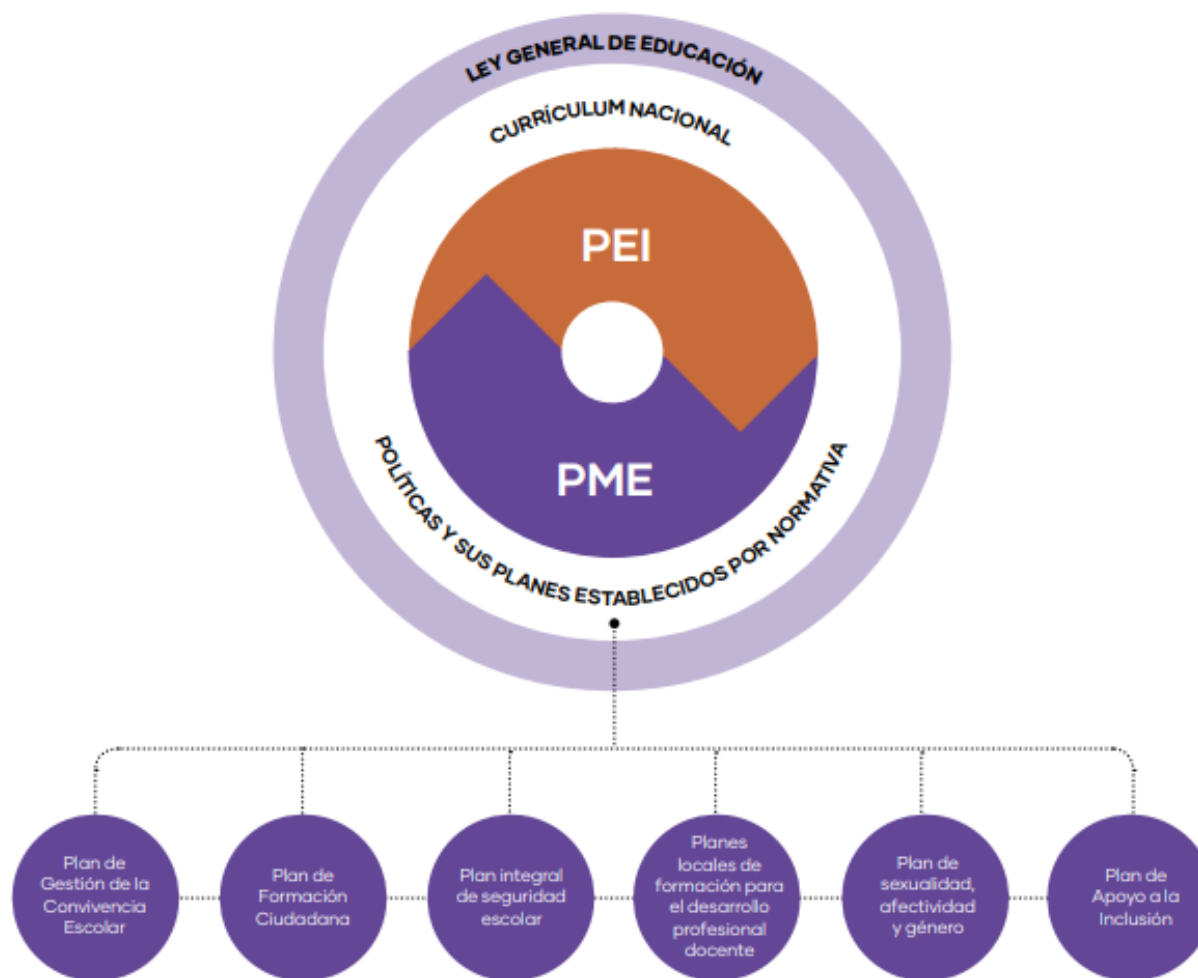 LEY GENERAL DE EDUCACIÓN
CURRÍCULUM NACIONAL
PEI
PME
POLÍTICAS Y SUS PLANES ESTABLECIDOS POR NORMATIVA
Plan de
Gestión de la
Convivencia
Escolar
Plan de
Formación
Ciudadana
Plan integral
de seguridad
escolar
Planes
locales de
formación para
el desarrollo
profesional
docente
Plan de
sexualidad,
afectividad
y género
Plan de
Apoyo a la
Inclusión